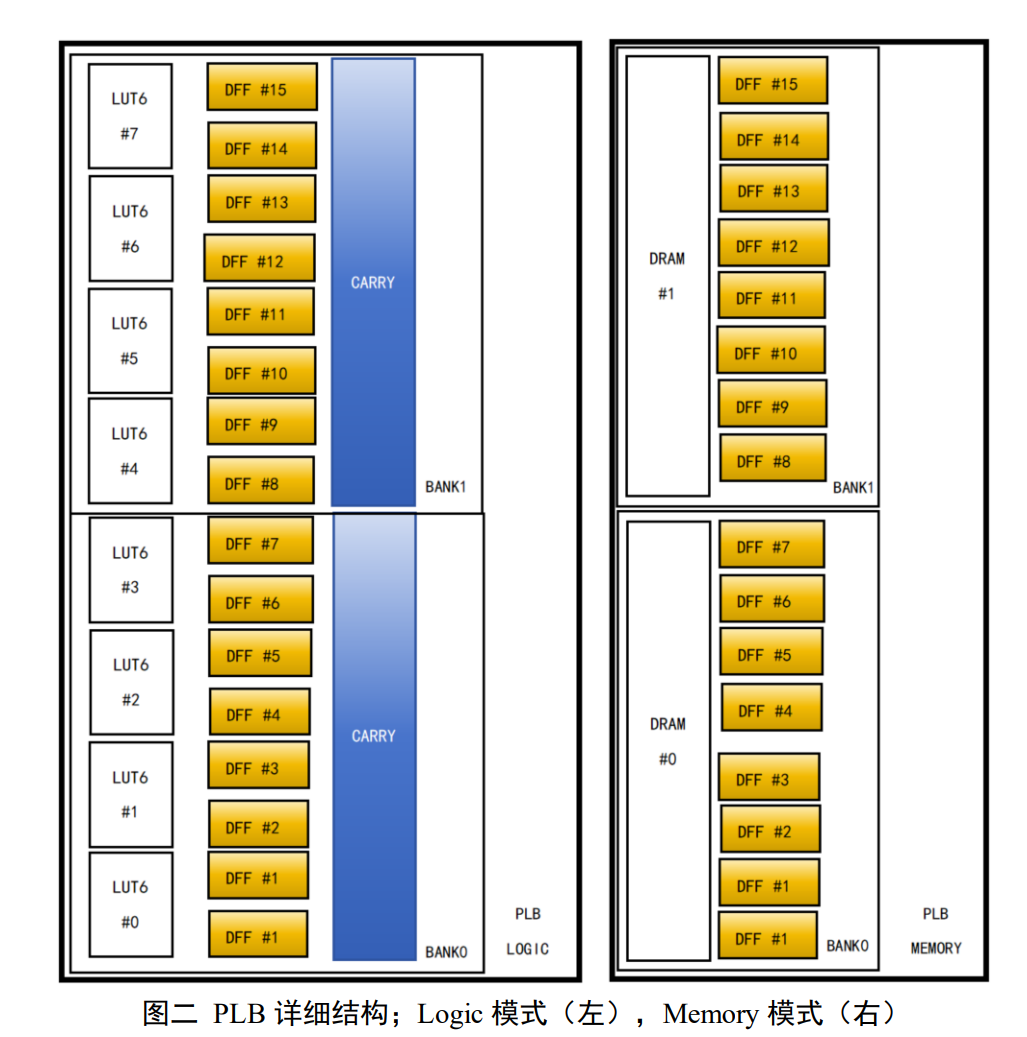 LUT6
#7
DFF #15
DFF #14
LUT6
#6
DFF #13
DFF #12
LUT6
#5
DFF #11
DFF #10
LUT6
#4
DFF #9
DFF #8
CARRY
BANK1
LUT6
#3
DFF #7
DFF #6
LUT6
#2
DFF #5
DFF #4
LUT6
#1
DFF #3
DFF #2
LUT6
#0
DFF #1
DFF #1
CARRY
BANK0
PLB
LOGIC
DRAM
#1
DFF #15
DFF #14
DFF #13
DFF #12
DFF #11
DFF #10
DFF #9
DFF #8
BANK1
DRAM
#0
DFF #7
DFF #6
DFF #5
DFF #4
DFF #3
DFF #2
DFF #1
DFF #1
BANK0
PLB
MEMORY
图二 PLB 详细结构；Logic 模式（左），Memory 模式（右）